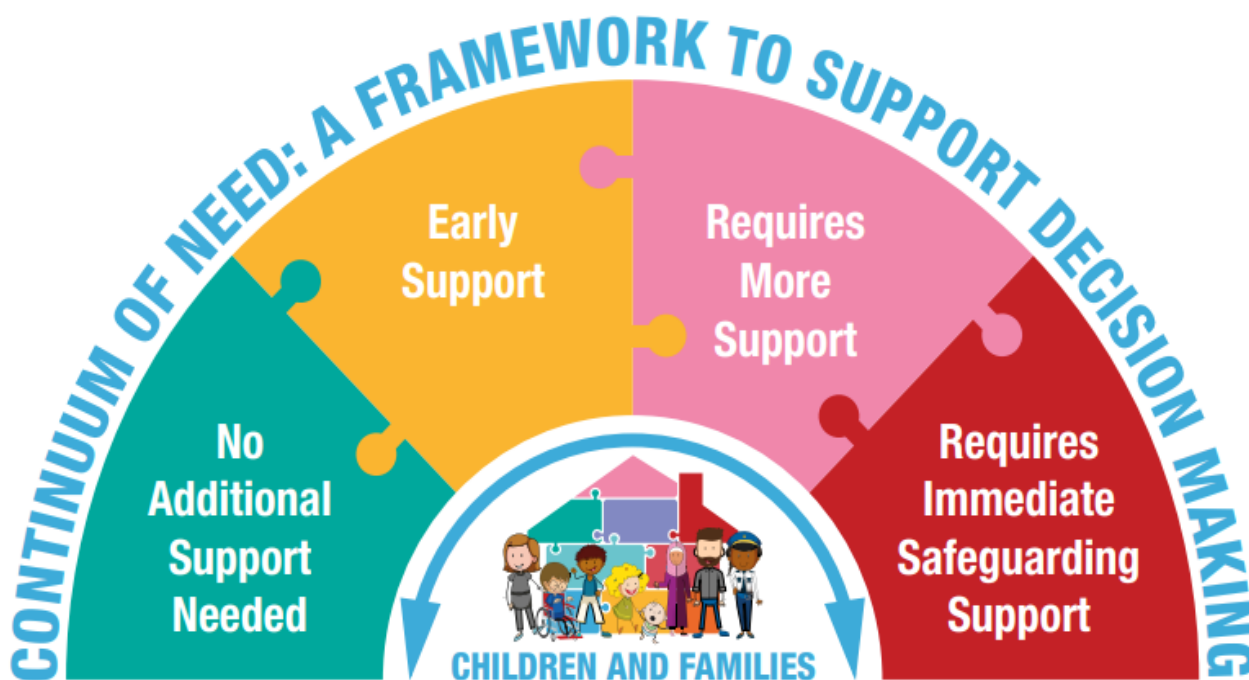 CONTINUUM OF NEED: A FRAMEWORK TO SUPPORT DECISION MAKING
No
Additional
Support
Needed
Early
Support
Requires
More
Support
Requires
Immediate
Safeguarding
Support
CHILDREN AND FAMILIES